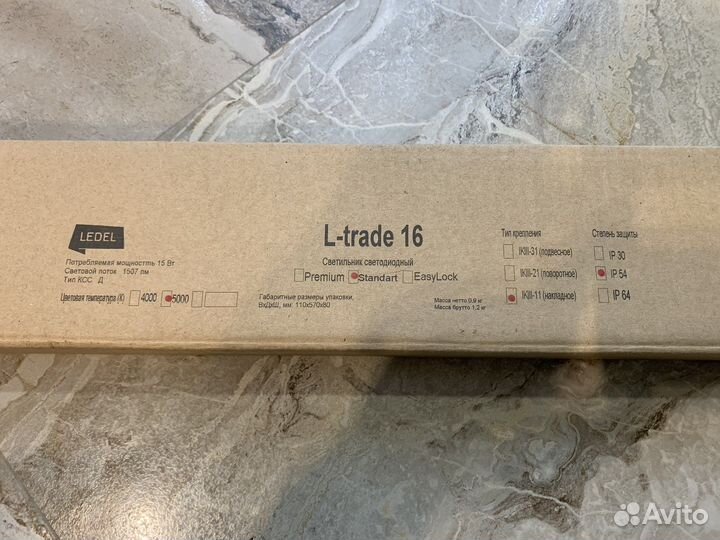 LEDEL
Потребляемая мощность 15 Вт
Световой поток 1507 лм
Тип КСС Д
Цветовая температура (К) 4000 5000
L-trade 16
Светильник светодиодный
Premium Standart EasyLock
Габаритные размеры упаковки,
ВхДхШ, мм: 110х570х80
Масса нетто 0,9 кг
Масса брутто 1,2 кг
Тип крепления
IKIII-31 (подвесное)
IKIII-21 (поворотное)
IKIII-11 (накладное)
Степень защиты
IP 30
IP 54
IP 64
Avito